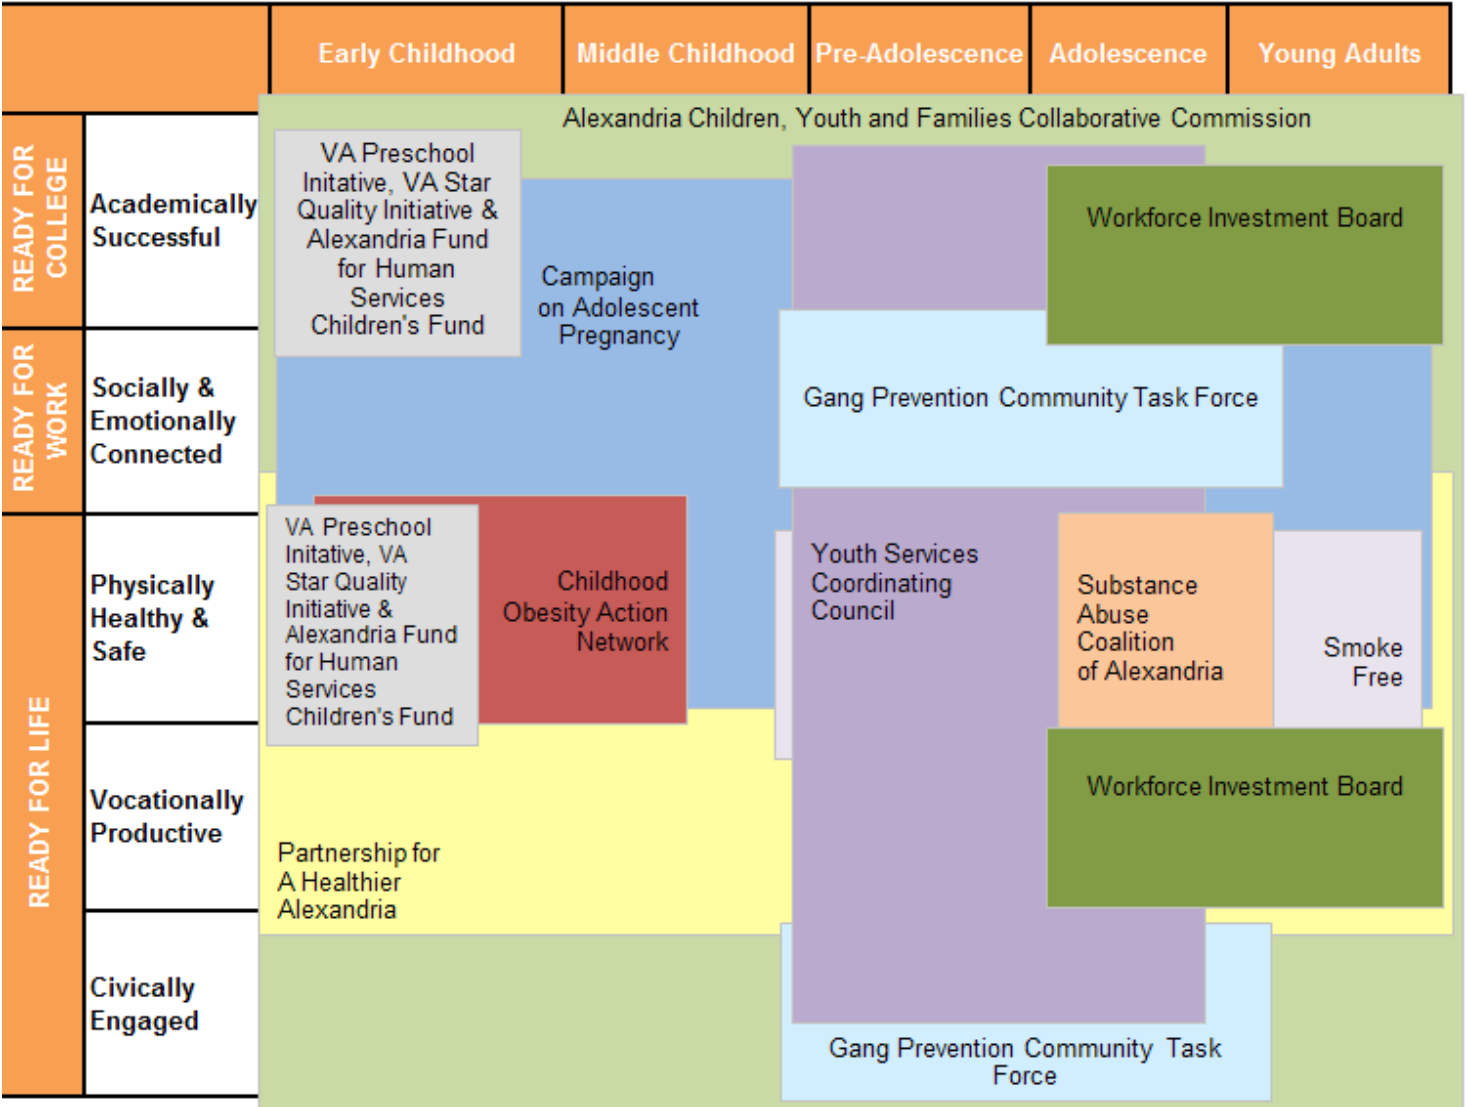 Early Childhood
Middle Childhood
Pre-Adolescence
Adolescence
Young Adults
Alexandria Children, Youth and Families Collaborative Commission
READY FOR
COLLEGE
Academically
Successful
VA Preschool
Initative, VA Star
Quality Initiative &
Alexandria Fund
for Human
Services
Children's Fund
Campaign
on Adolescent
Pregnancy
Workforce Investment Board
READY FOR
WORK
Socially &
Emotionally
Connected
Gang Prevention Community Task Force
READY FOR LIFE
Physically
Healthy &
Safe
VA Preschool
Initative, VA
Star Quality
Initiative &
Alexandria Fund
for Human
Services
Children's Fund
Childhood
Obesity Action
Network
Youth Services
Coordinating
Council
Substance
Abuse
Coalition
of Alexandria
Smoke
Free
Vocationally
Productive
Workforce Investment Board
Partnership for
A Healthier
Alexandria
Civically
Engaged
Gang Prevention Community Task
Force